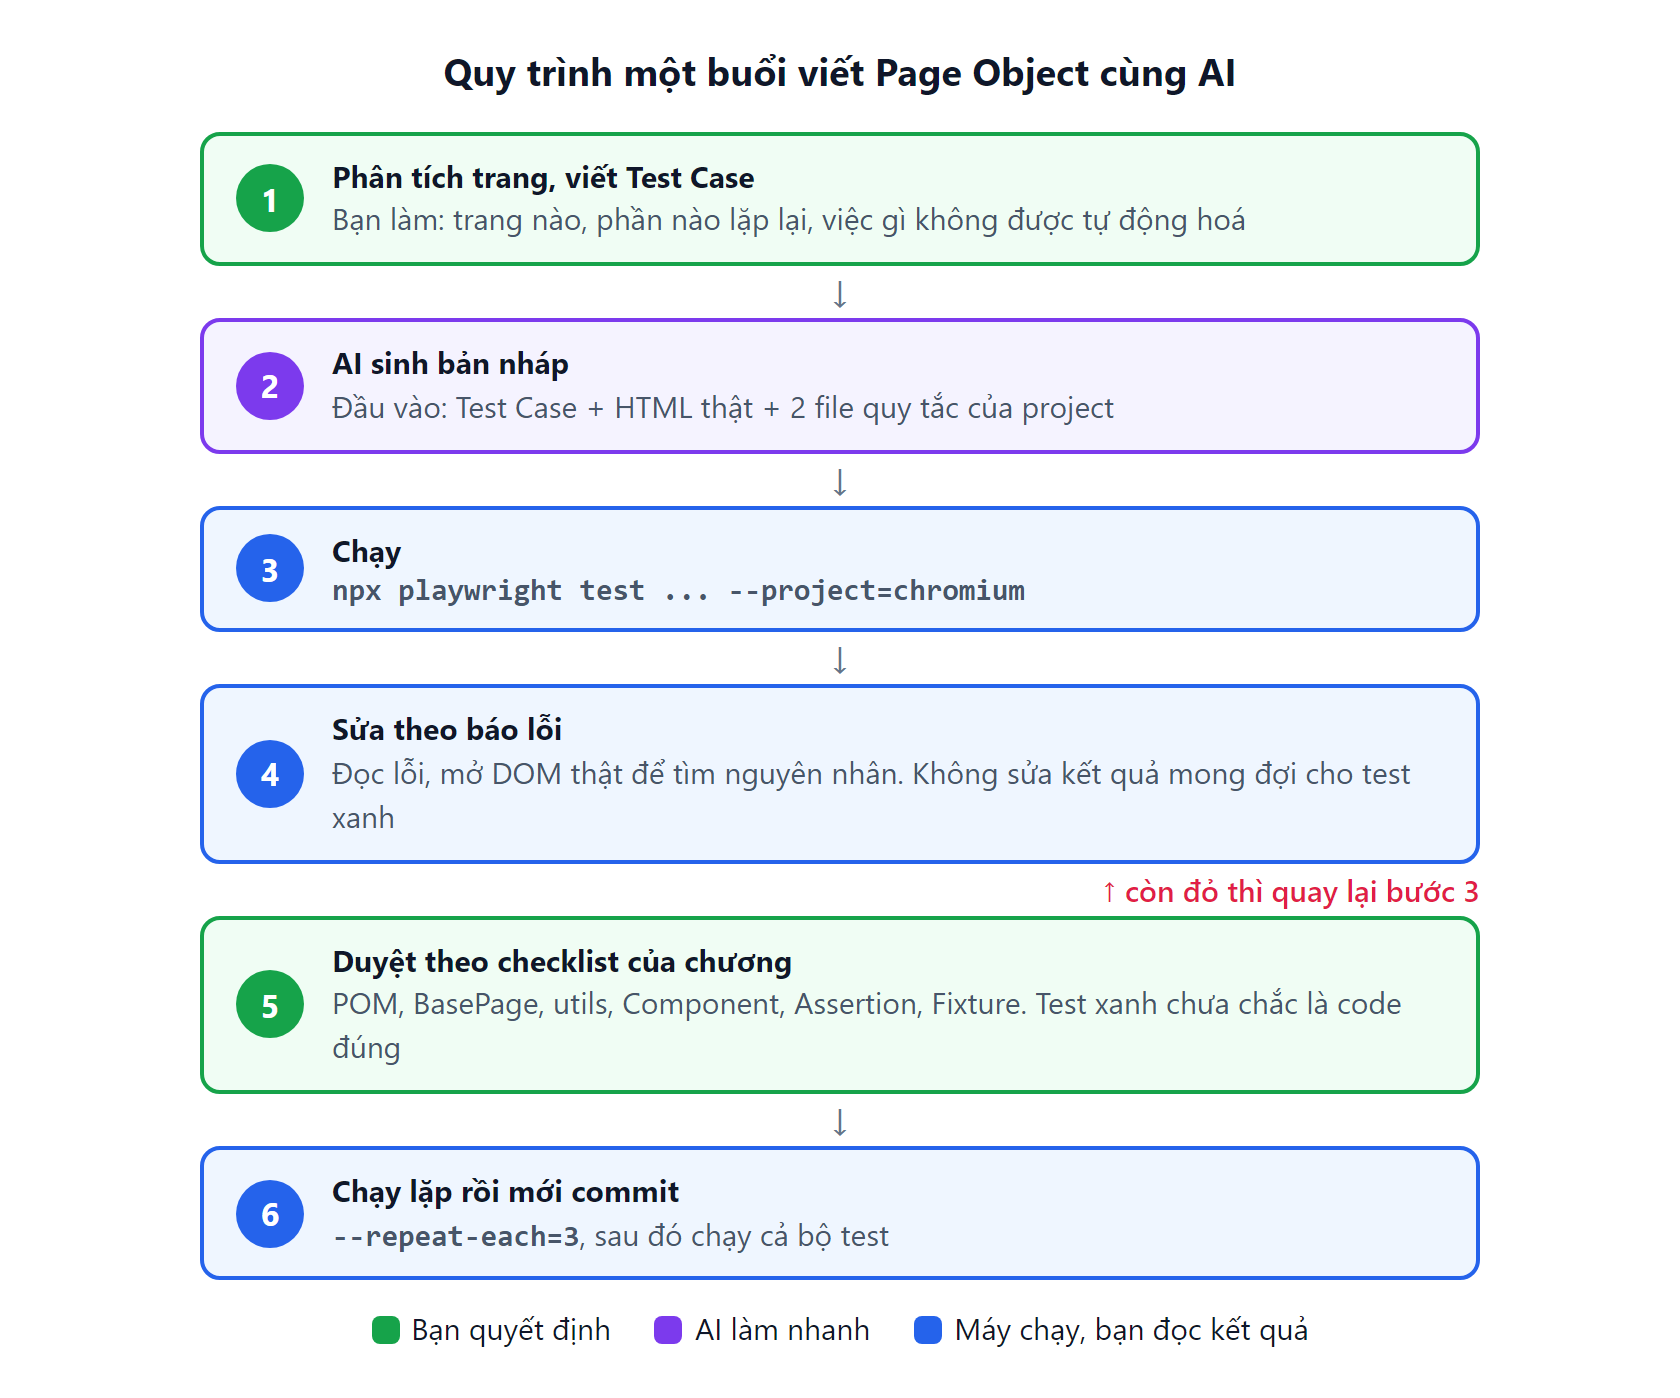 Quy trình một buổi viết Page Object cùng AI
1
Phân tích trang, viết Test Case
Bạn làm: trang nào, phần nào lặp lại, việc gì không được tự động hoá
↓
2
AI sinh bản nháp
Đầu vào: Test Case + HTML thật + 2 file quy tắc của project
↓
3
Chạy
npx playwright test ... --project=chromium
↓
4
Sửa theo báo lỗi
Đọc lỗi, mở DOM thật để tìm nguyên nhân. Không sửa kết quả mong đợi cho test
xanh
↑ còn đỏ thì quay lại bước 3
5
Duyệt theo checklist của chương
POM, BasePage, utils, Component, Assertion, Fixture. Test xanh chưa chắc là code
đúng
↓
6
Chạy lặp rồi mới commit
--repeat-each=3, sau đó chạy cả bộ test
Bạn quyết định
AI làm nhanh
Máy chạy, bạn đọc kết quả